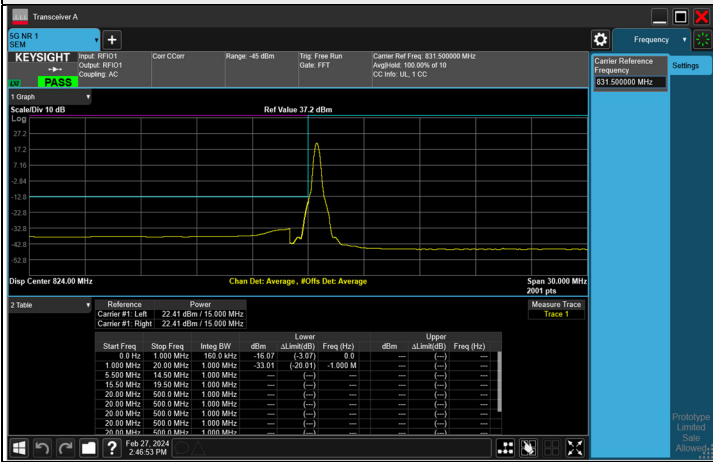 Transceiver A
5G NR 1
SEM
+
Frequency
KEYSIGHT
Input: RFIO1
Output: RFIO1
Coupling: AC
Corr CCorr
Range: -45 dBm
Trig: Free Run
Gate: FFT
Carrier Ref Freq: 831.500000 MHz
Avg|Hold: 100.00% of 10
CC Info: UL, 1 CC
LXI
PASS
Carrier Reference
Frequency
831.500000 MHz
Settings
1 Graph
Scale/Div 10 dB
Ref Value 37.2 dBm
Log
27.2
17.2
7.16
-2.84
-12.8
-22.8
-32.8
-42.8
-52.8
Disp Center 824.00 MHz
Chan Det: Average, #Offs Det: Average
Span 30.000 MHz
2001 pts
2 Table
Reference Power
Carrier #1: Left 22.41 dBm / 15.000 MHz
Carrier #1: Right 22.41 dBm / 15.000 MHz
Measure Trace
Trace 1
Lower Upper
Start Freq Stop Freq Integ BW dBm ΔLimit(dB) Freq (Hz) dBm ΔLimit(dB) Freq (Hz)
0.0 Hz 1.000 MHz 160.0 kHz -16.07 (-3.07) 0.0 --- (---) ---
1.000 MHz 20.00 MHz 1.000 MHz -33.01 (-20.01) -1.000 M --- (---) ---
5.500 MHz 14.50 MHz 1.000 MHz --- (---) --- --- (---) ---
15.50 MHz 19.50 MHz 1.000 MHz --- (---) --- --- (---) ---
20.00 MHz 500.0 MHz 1.000 MHz --- (---) --- --- (---) ---
20.00 MHz 500.0 MHz 1.000 MHz --- (---) --- --- (---) ---
20.00 MHz 500.0 MHz 1.000 MHz --- (---) --- --- (---) ---
20.00 MHz 500.0 MHz 1.000 MHz --- (---) --- --- (---) ---
?
Feb 27, 2024
2:46:53 PM
Prototype
Limited
Sale
Allowed